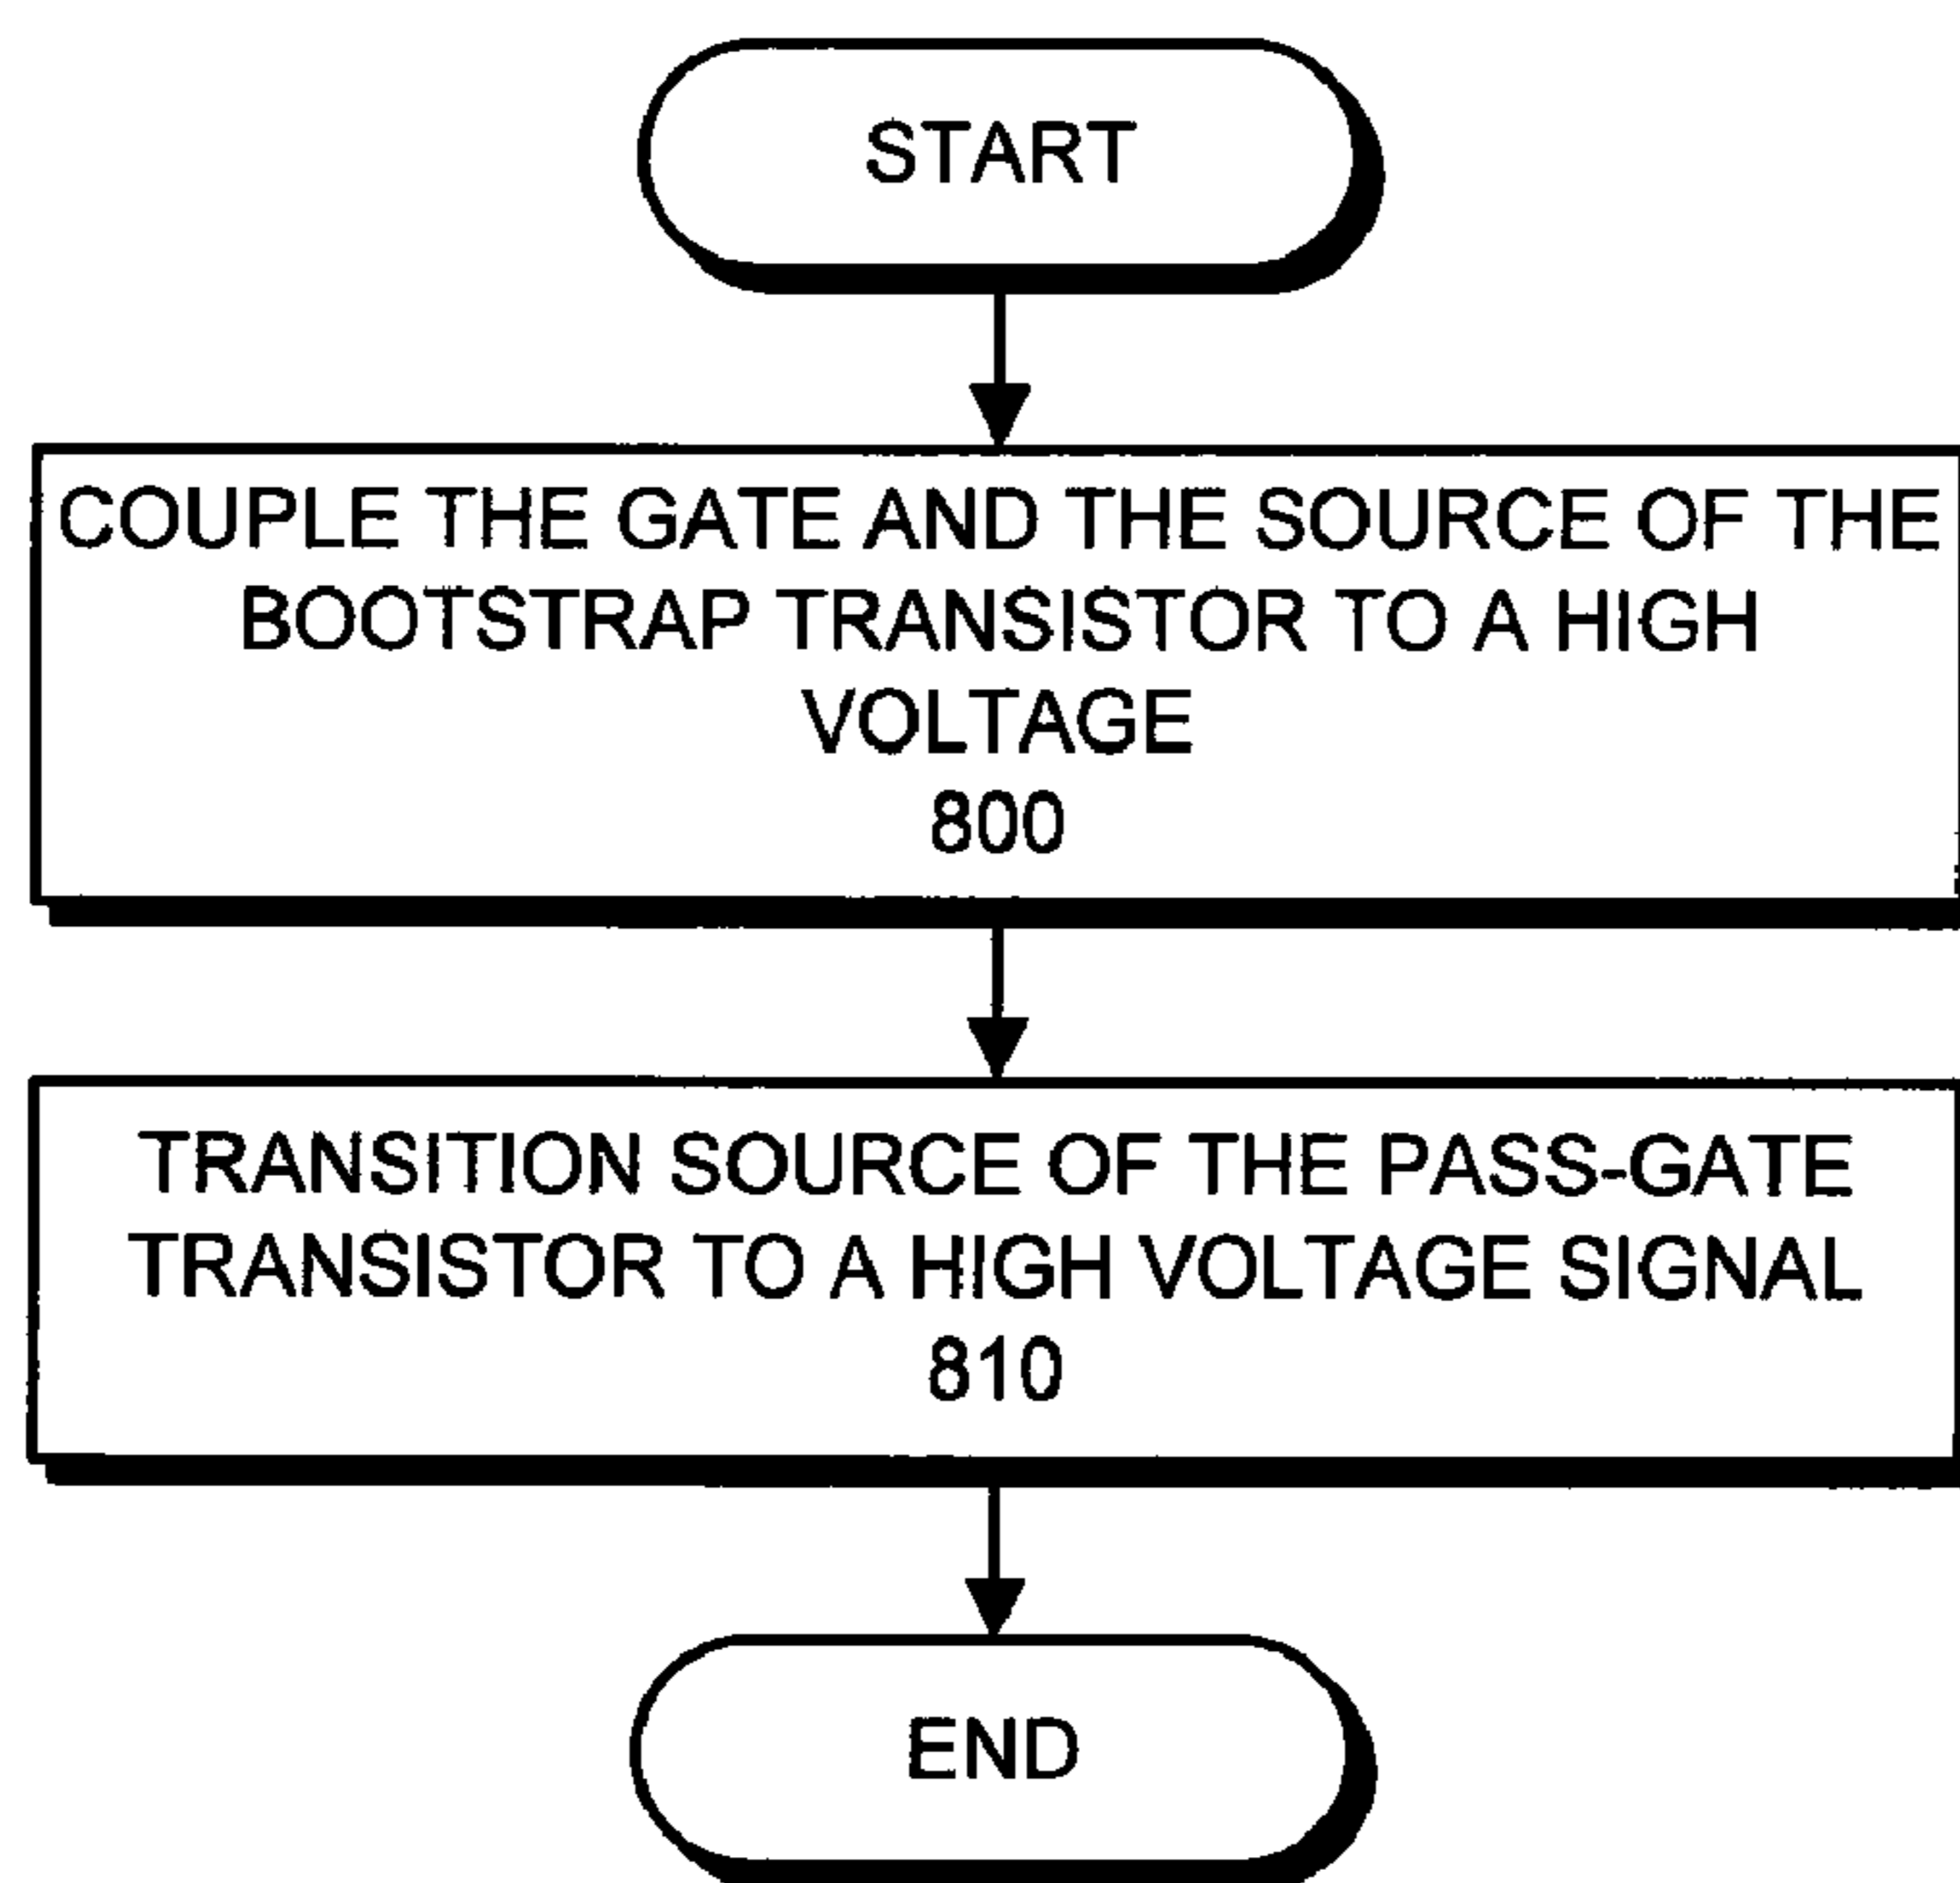 START
COUPLE THE GATE AND THE SOURCE OF THE
BOOTSTRAP TRANSISTOR TO A HIGH
VOLTAGE
800
TRANSITION SOURCE OF THE PASS-GATE
TRANSISTOR TO A HIGH VOLTAGE SIGNAL
810
END